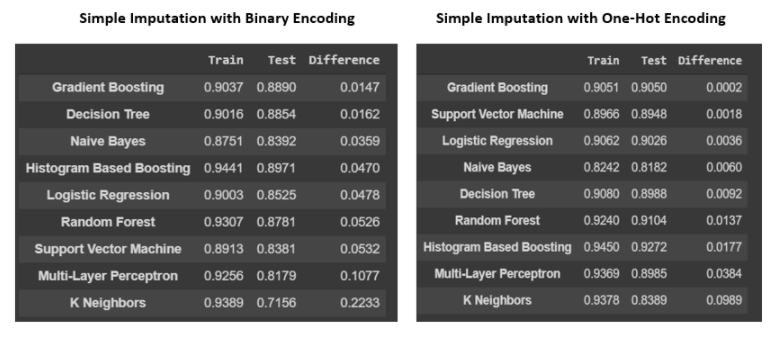 Simple Imputation with Binary Encoding
Train Test Difference
Gradient Boosting 0.9037 0.8890 0.0147
Decision Tree 0.9016 0.8854 0.0162
Naive Bayes 0.8751 0.8392 0.0359
Histogram Based Boosting 0.9441 0.8971 0.0470
Logistic Regression 0.9003 0.8525 0.0478
Random Forest 0.9307 0.8781 0.0526
Support Vector Machine 0.8913 0.8381 0.0532
Multi-Layer Perceptron 0.9256 0.8179 0.1077
K Neighbors 0.9389 0.7156 0.2233
Simple Imputation with One-Hot Encoding
Train Test Difference
Gradient Boosting 0.9051 0.9050 0.0002
Support Vector Machine 0.8966 0.8948 0.0018
Logistic Regression 0.9062 0.9026 0.0036
Naive Bayes 0.8242 0.8182 0.0060
Decision Tree 0.9080 0.8988 0.0092
Random Forest 0.9240 0.9104 0.0137
Histogram Based Boosting 0.9450 0.9272 0.0177
Multi-Layer Perceptron 0.9369 0.8985 0.0384
K Neighbors 0.9378 0.8389 0.0989